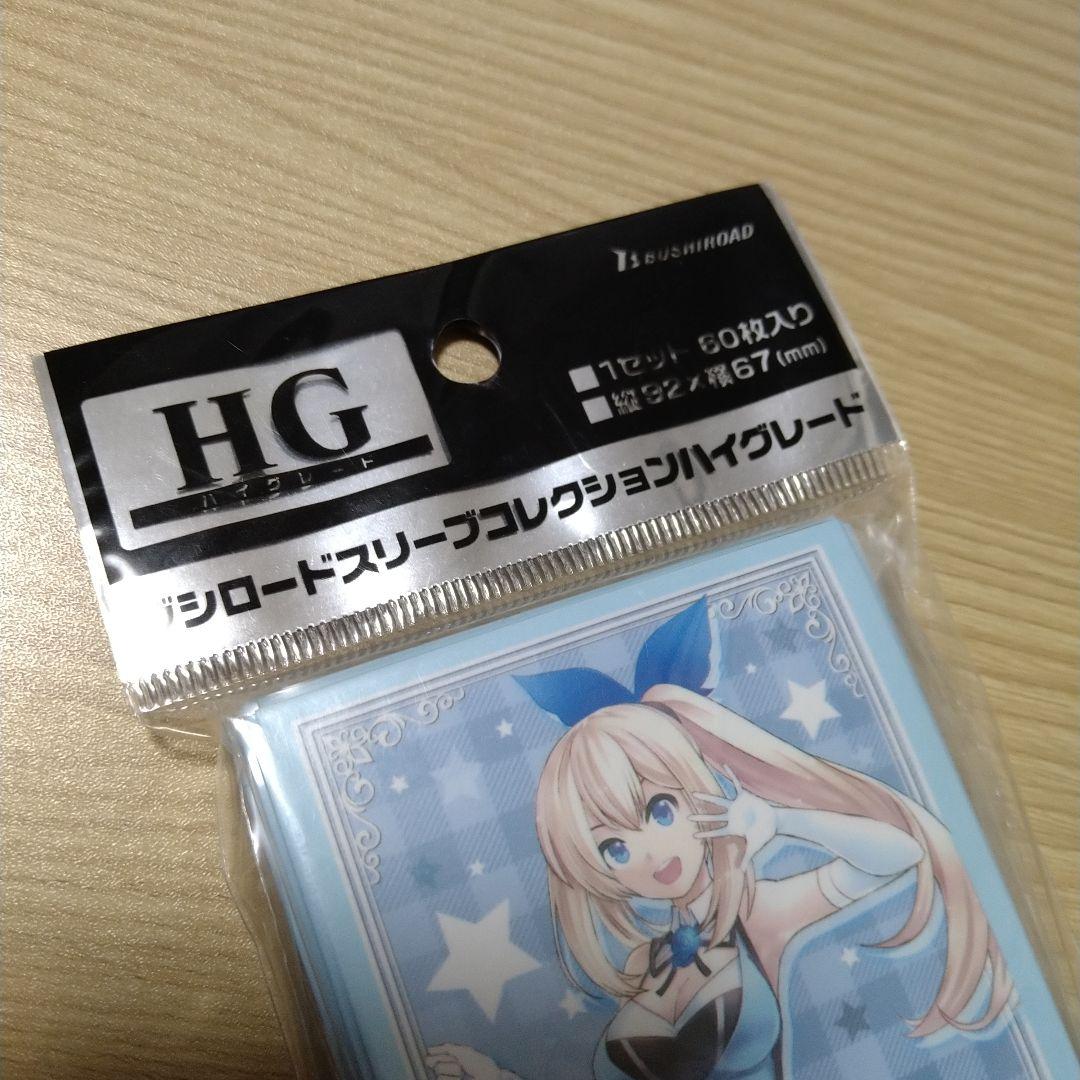 BUSHIROAD
■1セット 60枚入り
■縦92×横67(mm)
HG
ハイグレード
ブシロードスリーブコレクションハイグレード